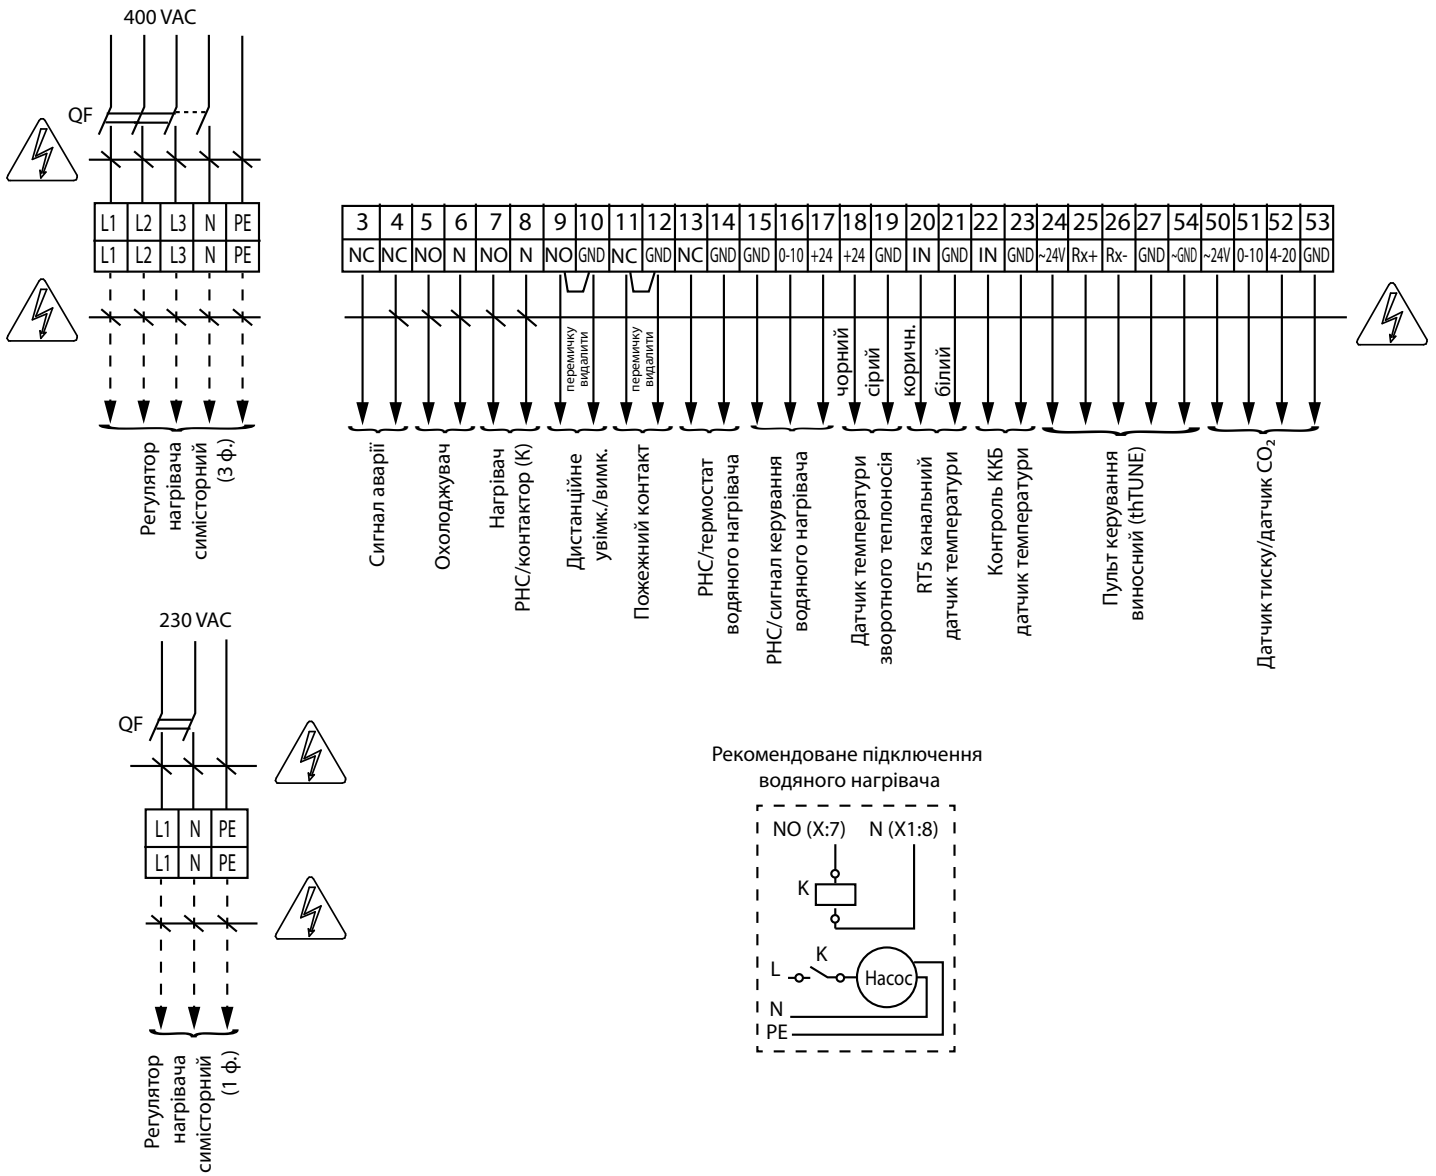 400 VAC
QF
L1 L2 L3 N PE
L1 L2 L3 N PE
Регулятор
нагрівача
симісторний
(3 ф.)
3 4 5 6 7 8 9 10 11 12 13 14 15 16 17 18 19 20 21 22 23 24 25 26 27 54 50 51 52 53
NC NC NO N NO N NO GND NC GND NC GND GND 0-10 +24 +24 GND IN GND IN GND ~24V Rx+ Rx- GND ~GND ~24V 0-10 4-20 GND
перемичку
видалити
перемичку
видалити
чорний
сірий
коричн.
білий
Сигнал аварії
Охолоджувач
Нагрівач
РНС/контактор (К)
Дистанційне
увімк./вимк.
Пожежний контакт
РНС/термостат
водяного нагрівача
РНС/сигнал керування
водяного нагрівача
Датчик температури
зворотного теплоносія
RT5 канальний
датчик температури
Контроль ККБ
датчик температури
Пульт керування
виносний (thTUNE)
Датчик тиску/датчик CO₂
230 VAC
QF
L1 N PE
L1 N PE
Регулятор
нагрівача
симісторний
(1 ф.)
Рекомендоване підключення
водяного нагрівача
NO (X:7) N (X1:8)
K
K
L
Насос
N
PE